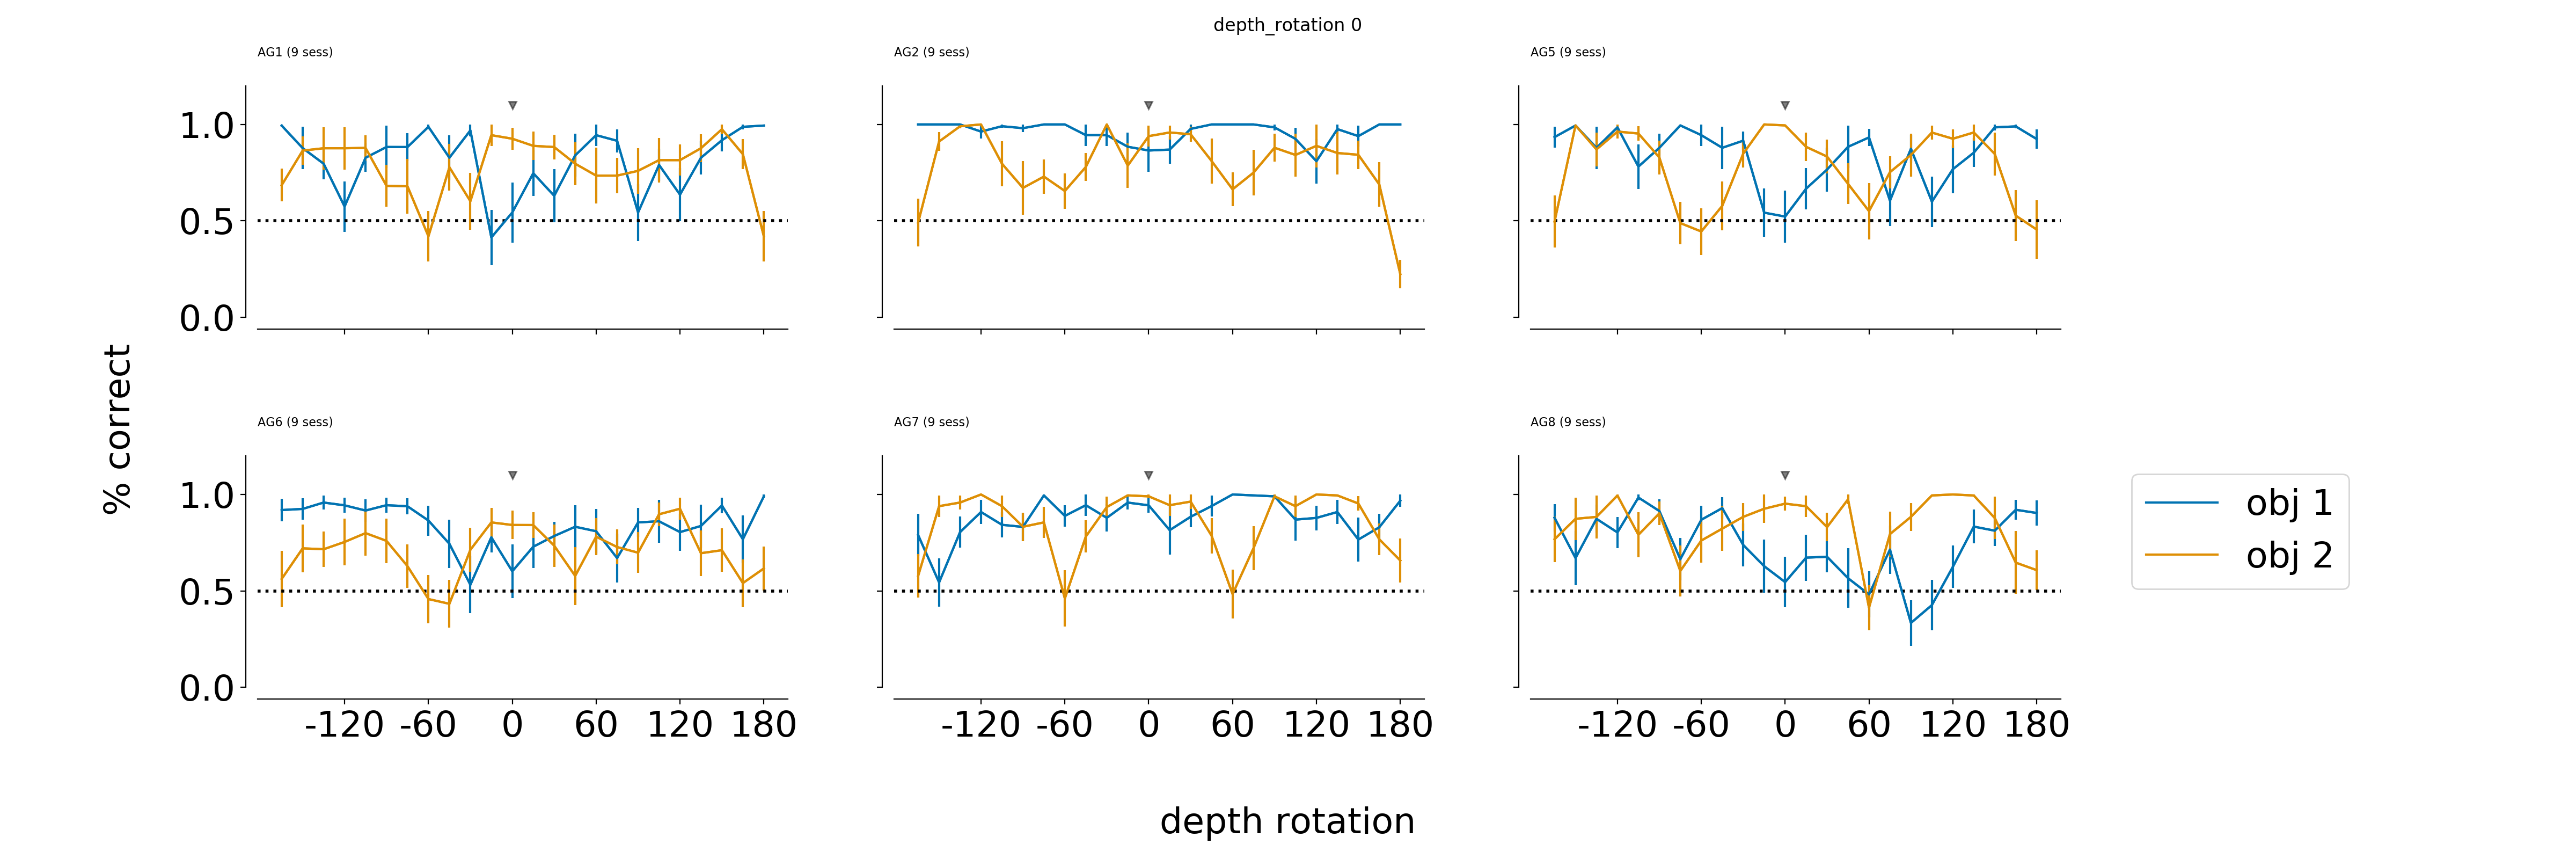 depth_rotation 0
AG1 (9 sess)
AG2 (9 sess)
AG5 (9 sess)
1.0
0.5
0.0
% correct
AG6 (9 sess)
AG7 (9 sess)
AG8 (9 sess)
1.0
0.5
0.0
-120 -60 0 60 120 180
-120 -60 0 60 120 180
-120 -60 0 60 120 180
obj 1
obj 2
depth rotation